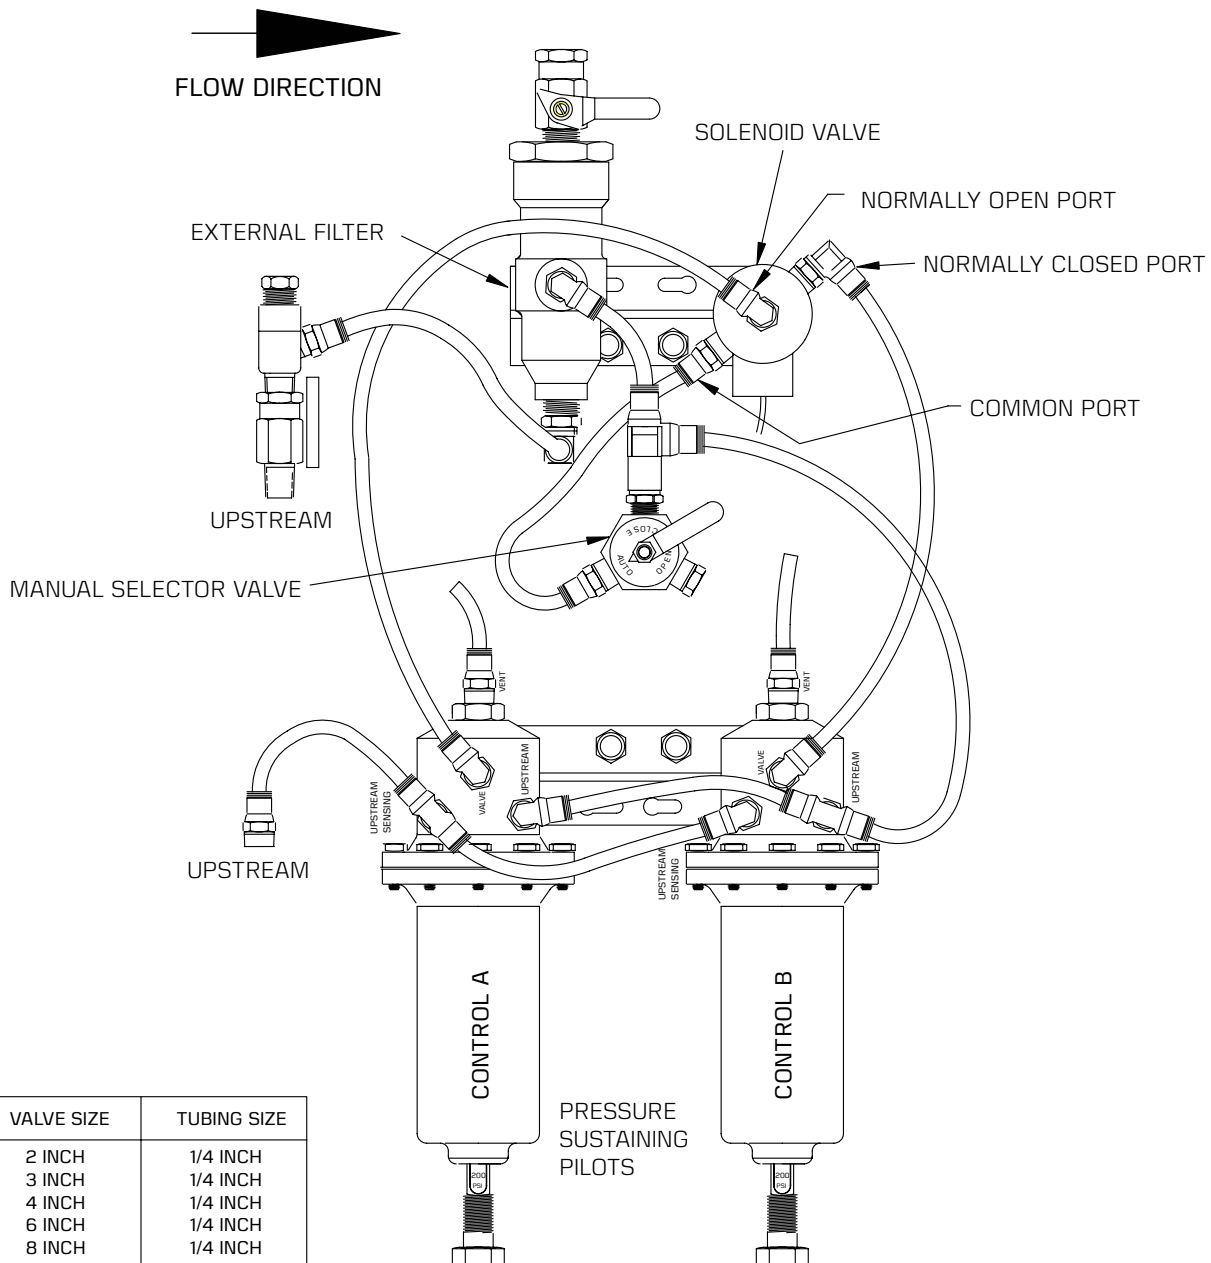 FLOW DIRECTION
SOLENOID VALVE
NORMALLY OPEN PORT
EXTERNAL FILTER
NORMALLY CLOSED PORT
COMMON PORT
UPSTREAM
CLOSE
AUTO
OPEN
MANUAL SELECTOR VALVE
VENT
VENT
UPSTREAM
SENSING
VALVE
UPSTREAM
VALVE
UPSTREAM
UPSTREAM
UPSTREAM
SENSING
CONTROL A
CONTROL B
PRESSURE
SUSTAINING
PILOTS
200
PSI
200
PSI
VALVE SIZE TUBING SIZE
2 INCH 1/4 INCH
3 INCH 1/4 INCH
4 INCH 1/4 INCH
6 INCH 1/4 INCH
8 INCH 1/4 INCH